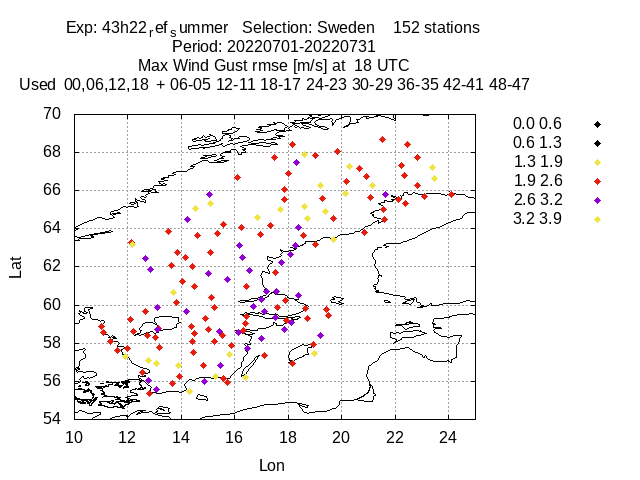 Exp: 43h22refsummer   Selection: Sweden    152 stations
Period: 20220701-20220731
Max Wind Gust rmse [m/s] at  18 UTC
Used  00,06,12,18  + 06-05 12-11 18-17 24-23 30-29 36-35 42-41 48-47
70
68
66
64
62
60
58
56
54
10 12 14 16 18 20 22 24
Lat
Lon
0.0 0.6
0.6 1.3
1.3 1.9
1.9 2.6
2.6 3.2
3.2 3.9